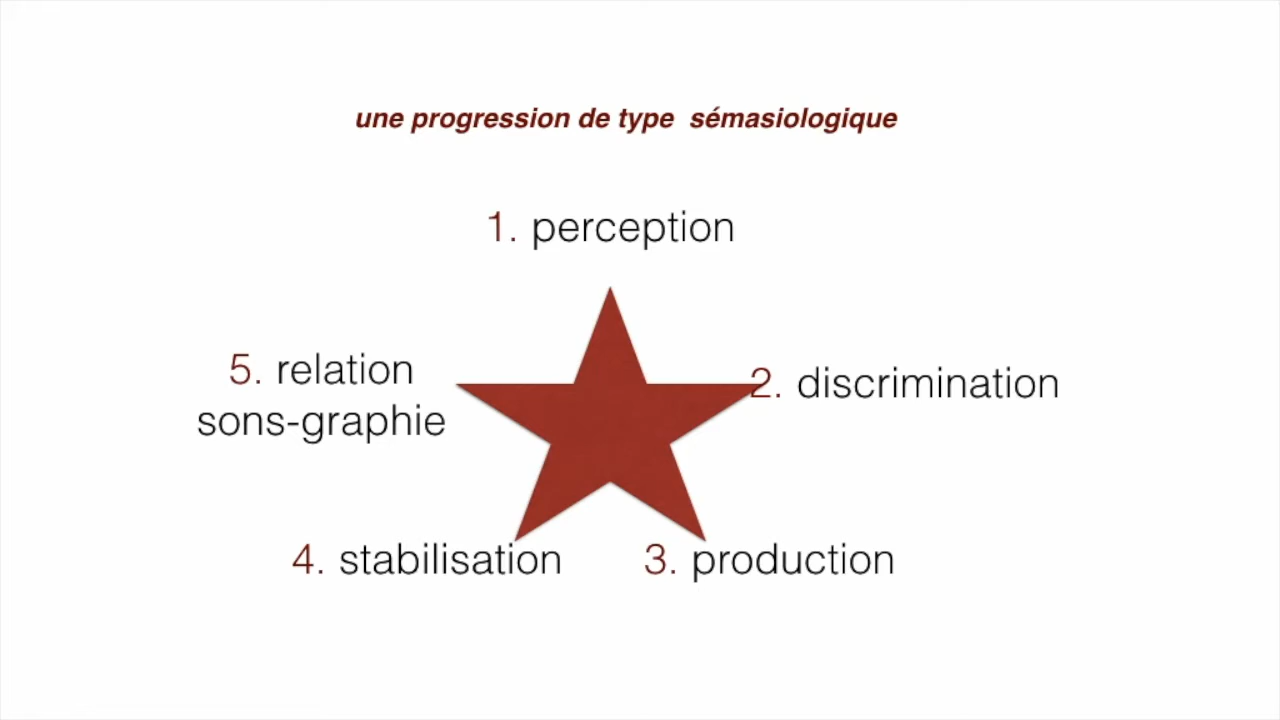 une progression de type sémasiologique
1. perception
2. discrimination
3. production
4. stabilisation
5. relation
sons-graphie